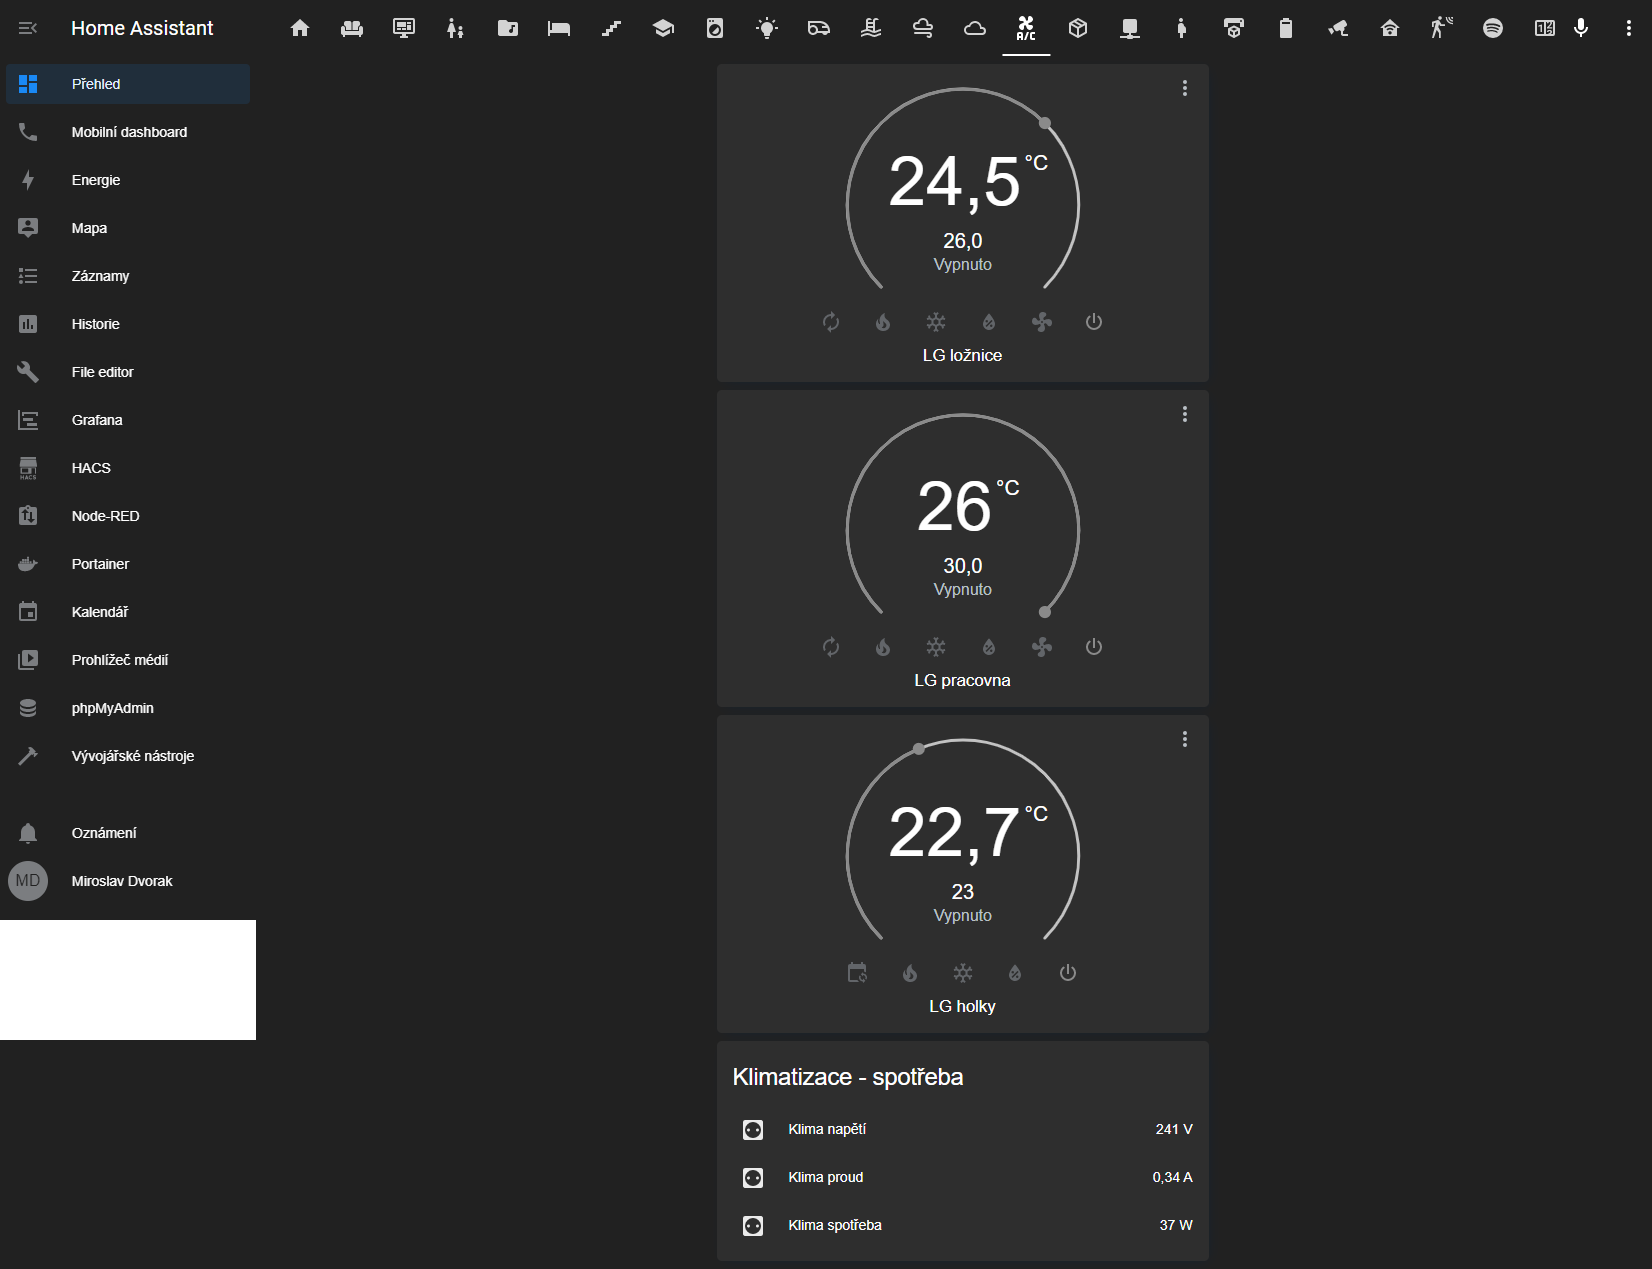 Home Assistant
A/C
Přehled
Mobilní dashboard
Energie
Mapa
Záznamy
Historie
File editor
Grafana
HACS
HACS
Node-RED
Portainer
Kalendář
Prohlížeč médií
phpMyAdmin
Vývojářské nástroje
Oznámení
MD
Miroslav Dvorak
24,5 °C
26,0
Vypnuto
LG ložnice
26 °C
30,0
Vypnuto
LG pracovna
22,7 °C
23
Vypnuto
LG holky
Klimatizace - spotřeba
Klima napětí 241 V
Klima proud 0,34 A
Klima spotřeba 37 W